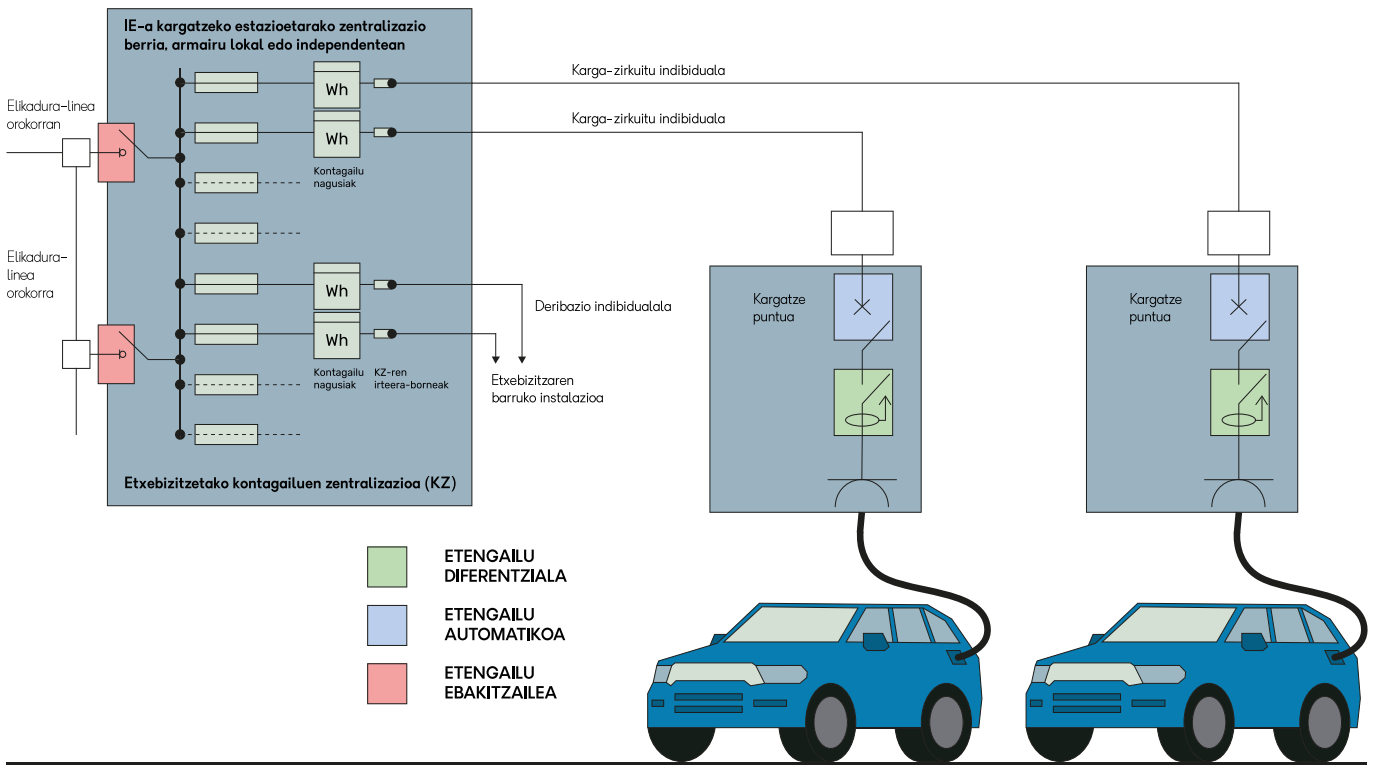 IE-a kargatzeko estazioetarako zentralizazio
berria, armairu lokal edo independentean
Elikadura-linea
orokorran
Wh
Karga-zirkuitu indibiduala
Wh
Karga-zirkuitu indibiduala
Kontagailu
nagusiak
Elikadura-
linea
orokorra
Wh
Deribazio indibidualala
Wh
Kontagailu
nagusiak
KZ-ren
irteera-borneak
Etxebizitzaren
barruko instalazioa
Etxebizitzetako kontagailuen zentralizazioa (KZ)
Kargatze
puntua
Kargatze
puntua
ETENGAILU
DIFERENTZIALA
ETENGAILU
AUTOMATIKOA
ETENGAILU
EBAKITZAILEA